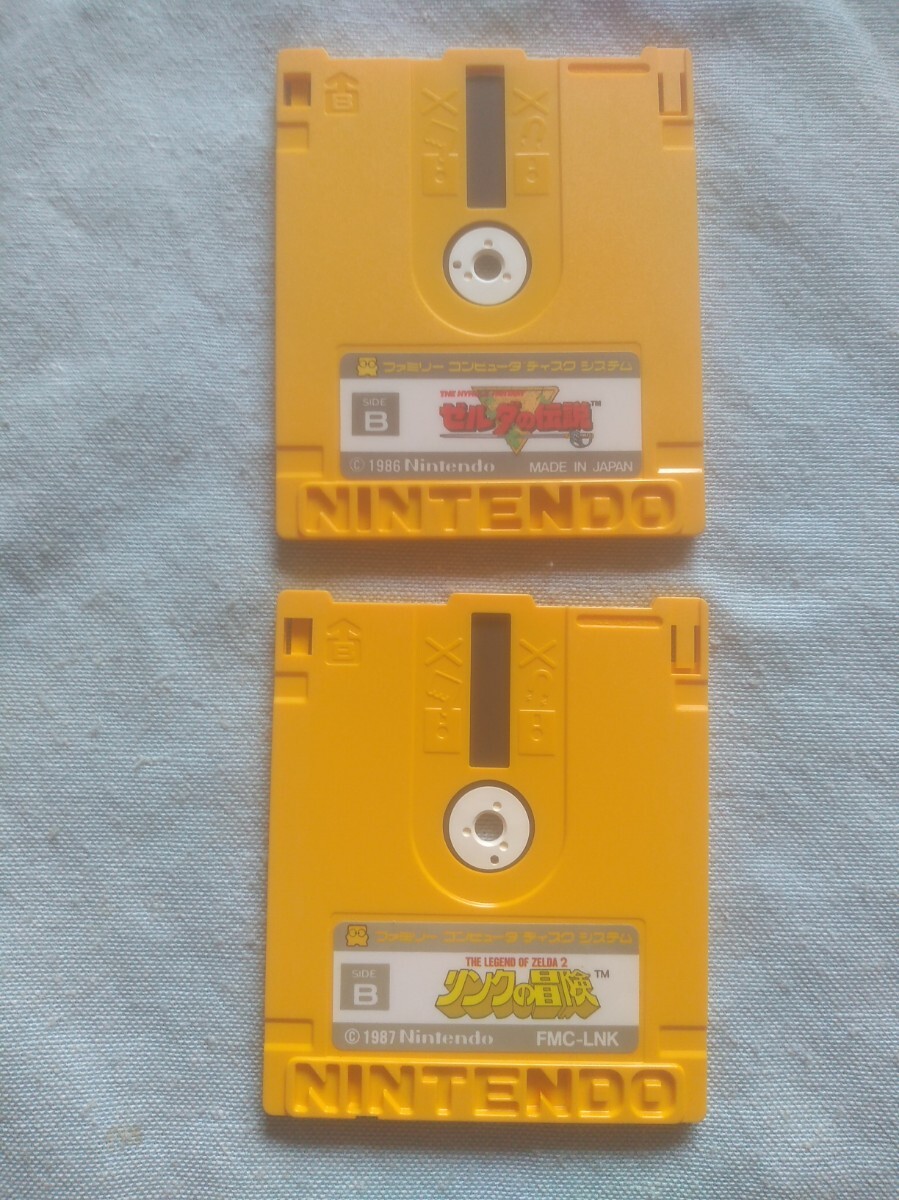 B
ファミリー コンピュータ ディスク システム
SIDE
B
THE HYRULE FANTASY
ゼルダの伝説
TM
© 1986 Nintendo
MADE IN JAPAN
NINTENDO
B
ファミリー コンピュータ ディスク システム
SIDE
B
THE LEGEND OF ZELDA 2
リンクの冒険
TM
© 1987 Nintendo
FMC-LNK
NINTENDO